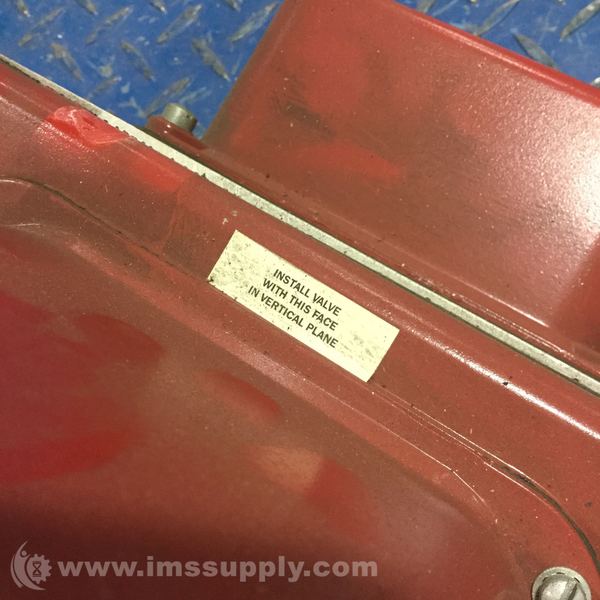 INSTALL VALVE
WITH THIS FACE
IN VERTICAL PLANE
www.imssupply.com